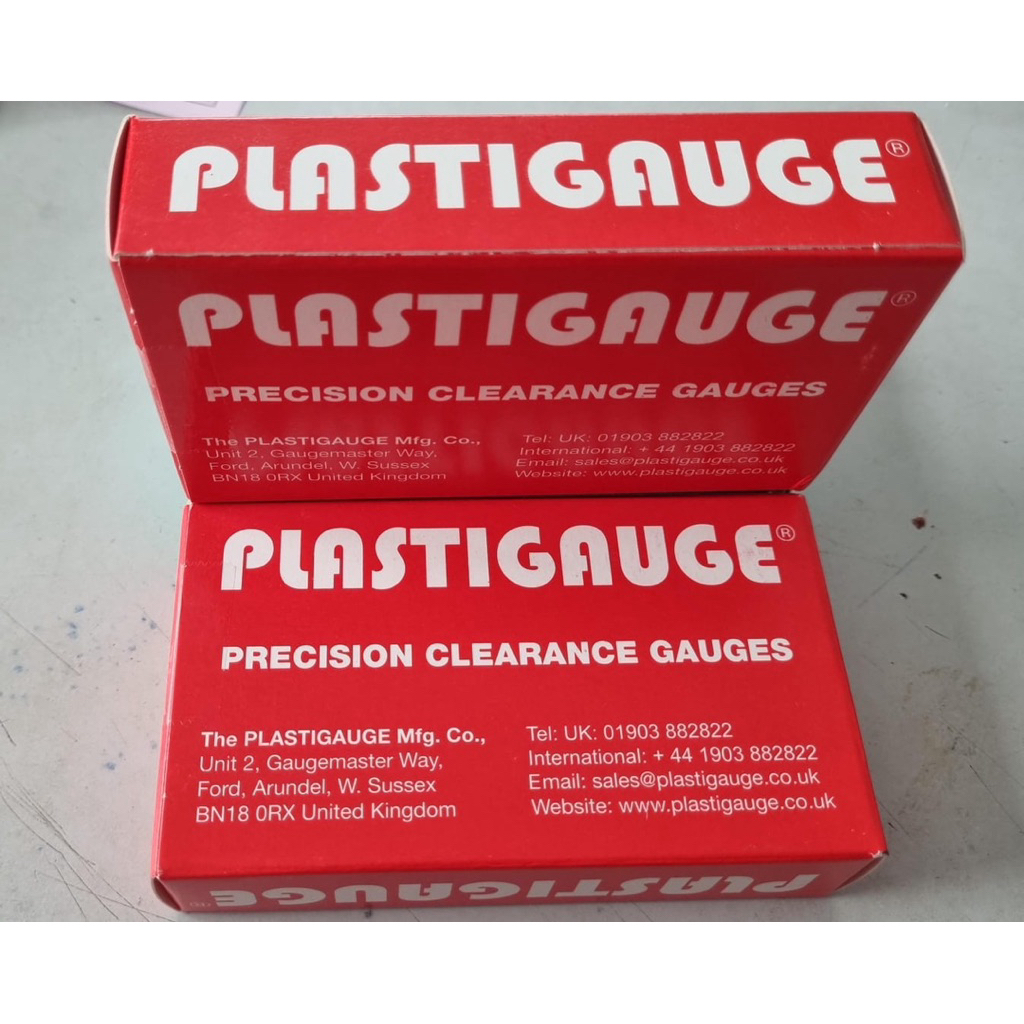 PLASTIGAUGE®
PLASTIGAUGE®
PRECISION CLEARANCE GAUGES
The PLASTIGAUGE Mfg. Co.,
Unit 2, Gaugemaster Way,
Ford, Arundel, W. Sussex
BN18 0RX United Kingdom
Tel: UK: 01903 882822
International: + 44 1903 882822
Email: sales@plastigauge.co.uk
Website: www.plastigauge.co.uk
PLASTIGAUGE®
PRECISION CLEARANCE GAUGES
The PLASTIGAUGE Mfg. Co.,
Unit 2, Gaugemaster Way,
Ford, Arundel, W. Sussex
BN18 0RX United Kingdom
Tel: UK: 01903 882822
International: + 44 1903 882822
Email: sales@plastigauge.co.uk
Website: www.plastigauge.co.uk
PLASTIGAUGE®